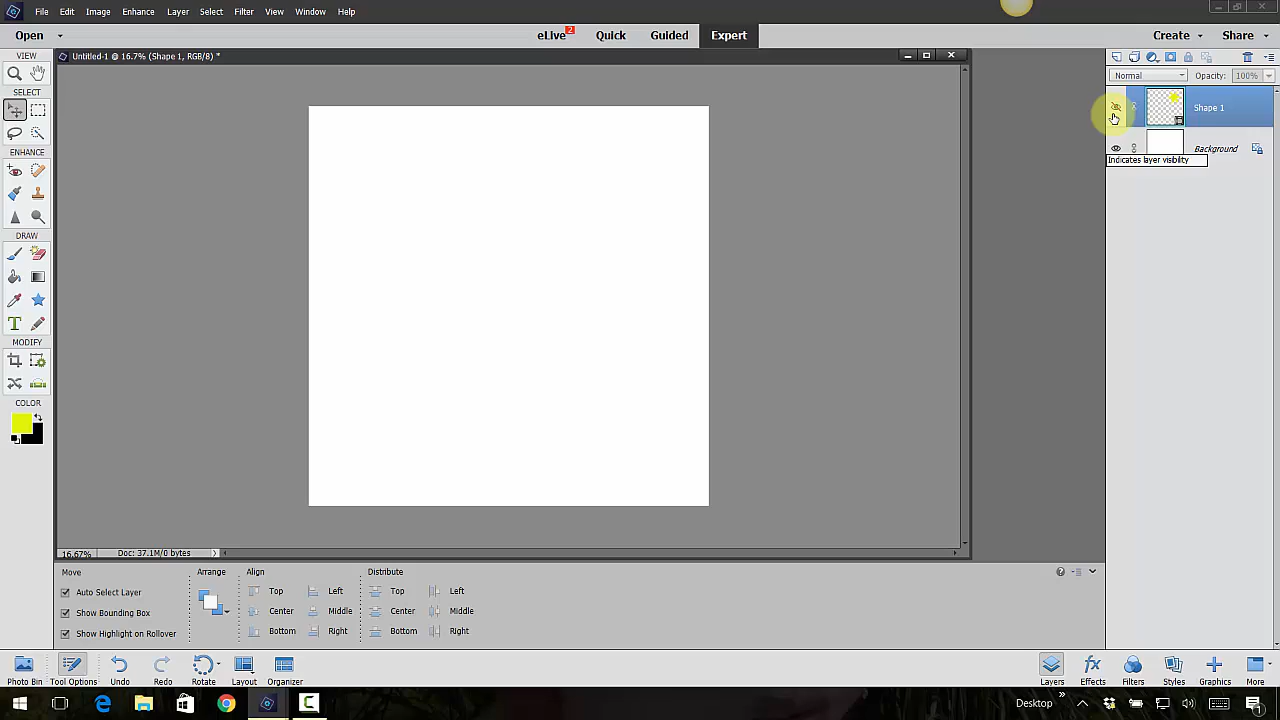 File Edit Image Enhance Layer Select Filter View Window Help
Open eLive 2 Quick Guided Expert Create Share
VIEW
Untitled-1 @ 16.7% (Shape 1, RGB/8) *
Normal Opacity: 100%
SELECT
Shape 1
Background
Indicates layer visibility
ENHANCE
DRAW
T
MODIFY
COLOR
16.67% Doc: 37.1M/0 bytes
Move Arrange Align Distribute
Auto Select Layer Top Left Top Left
Show Bounding Box Center Middle Center Middle
Show Highlight on Rollover Bottom Right Bottom Right
Photo Bin Tool Options Undo Redo Rotate Layout Organizer Layers Effects Filters Styles Graphics More
Desktop